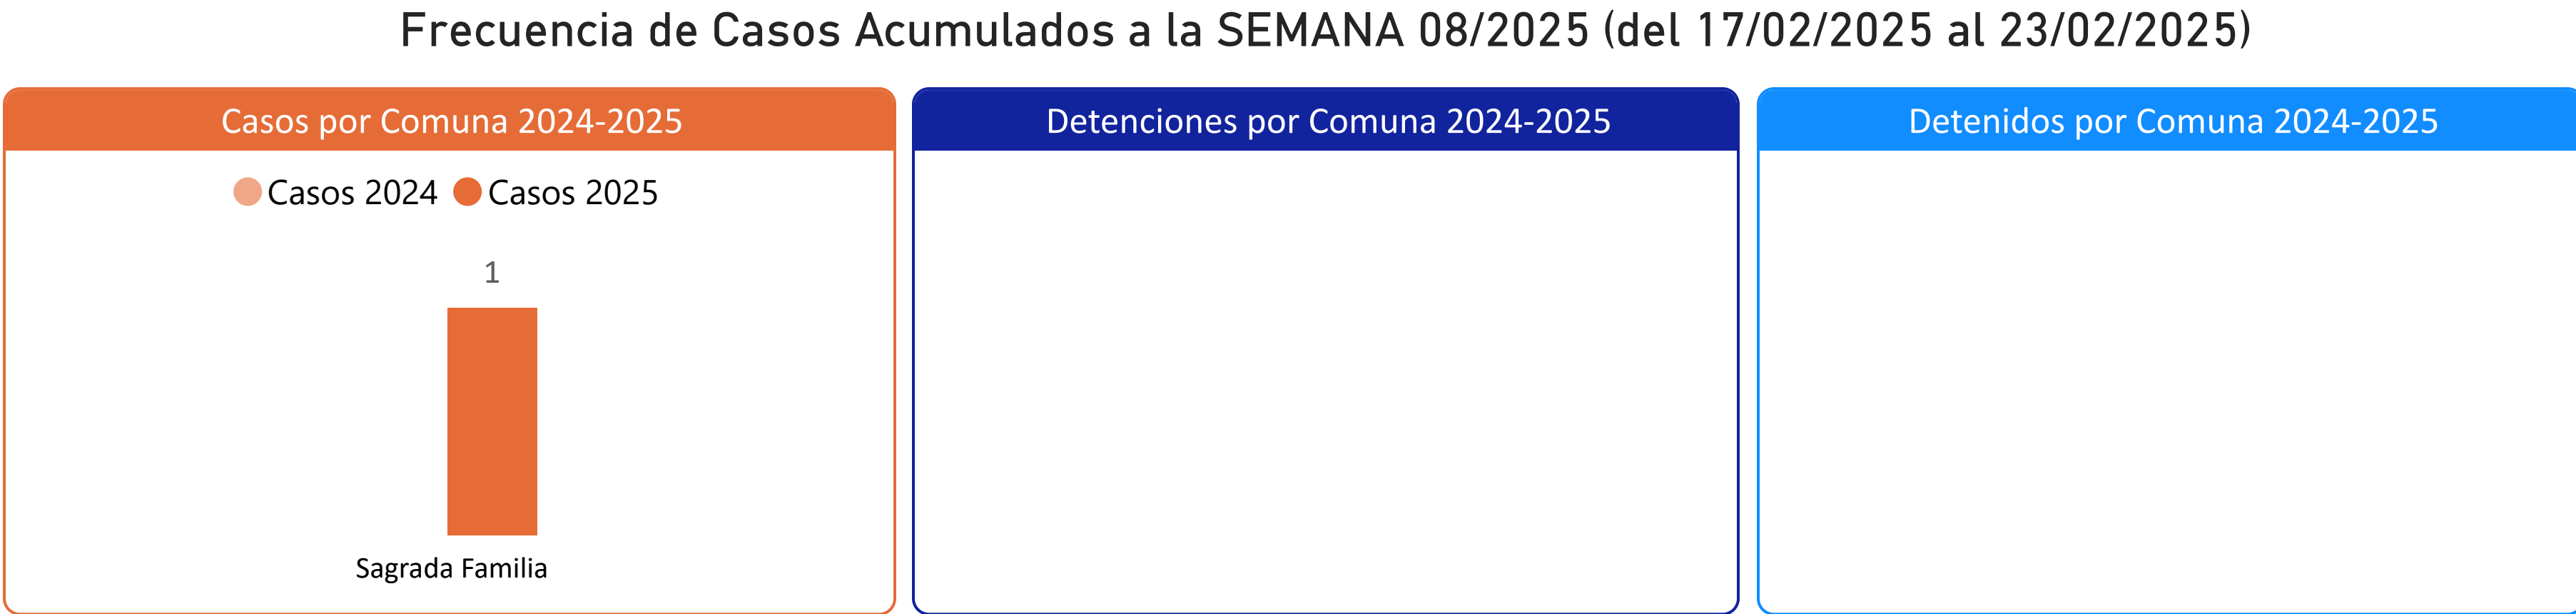 Frecuencia de Casos Acumulados a la SEMANA 08/2025 (del 17/02/2025 al 23/02/2025)
Casos por Comuna 2024-2025
Casos 2024 Casos 2025
1
Sagrada Familia
Detenciones por Comuna 2024-2025
Detenidos por Comuna 2024-2025